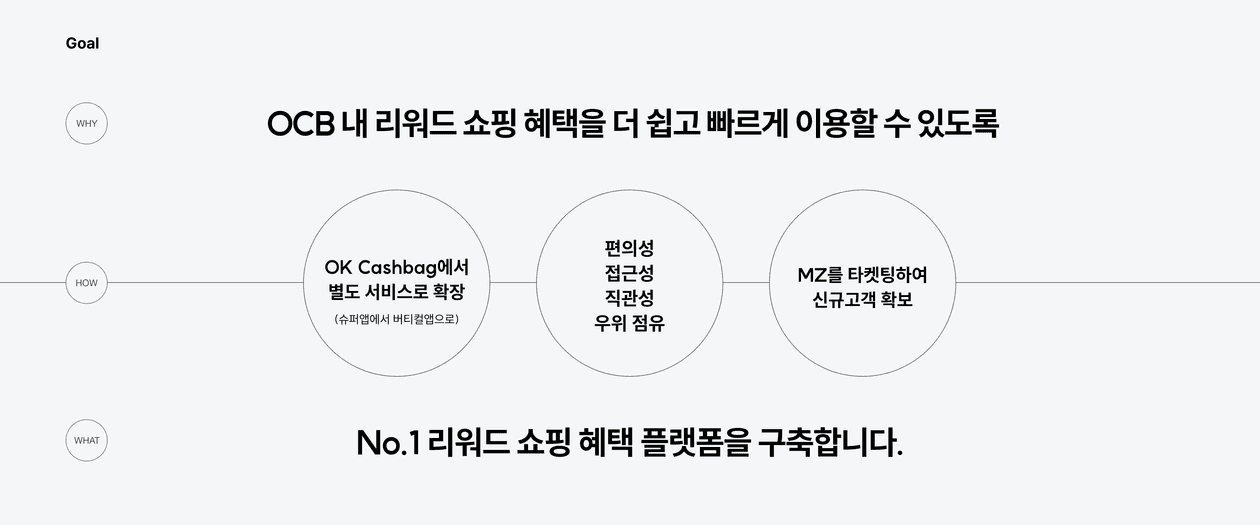 Goal
WHY
OCB 내 리워드 쇼핑 혜택을 더 쉽고 빠르게 이용할 수 있도록
HOW
OK Cashbag에서
별도 서비스로 확장
(슈퍼앱에서 버티컬앱으로)
편의성
접근성
직관성
우위 점유
MZ를 타켓팅하여
신규고객 확보
WHAT
No.1 리워드 쇼핑 혜택 플랫폼을 구축합니다.